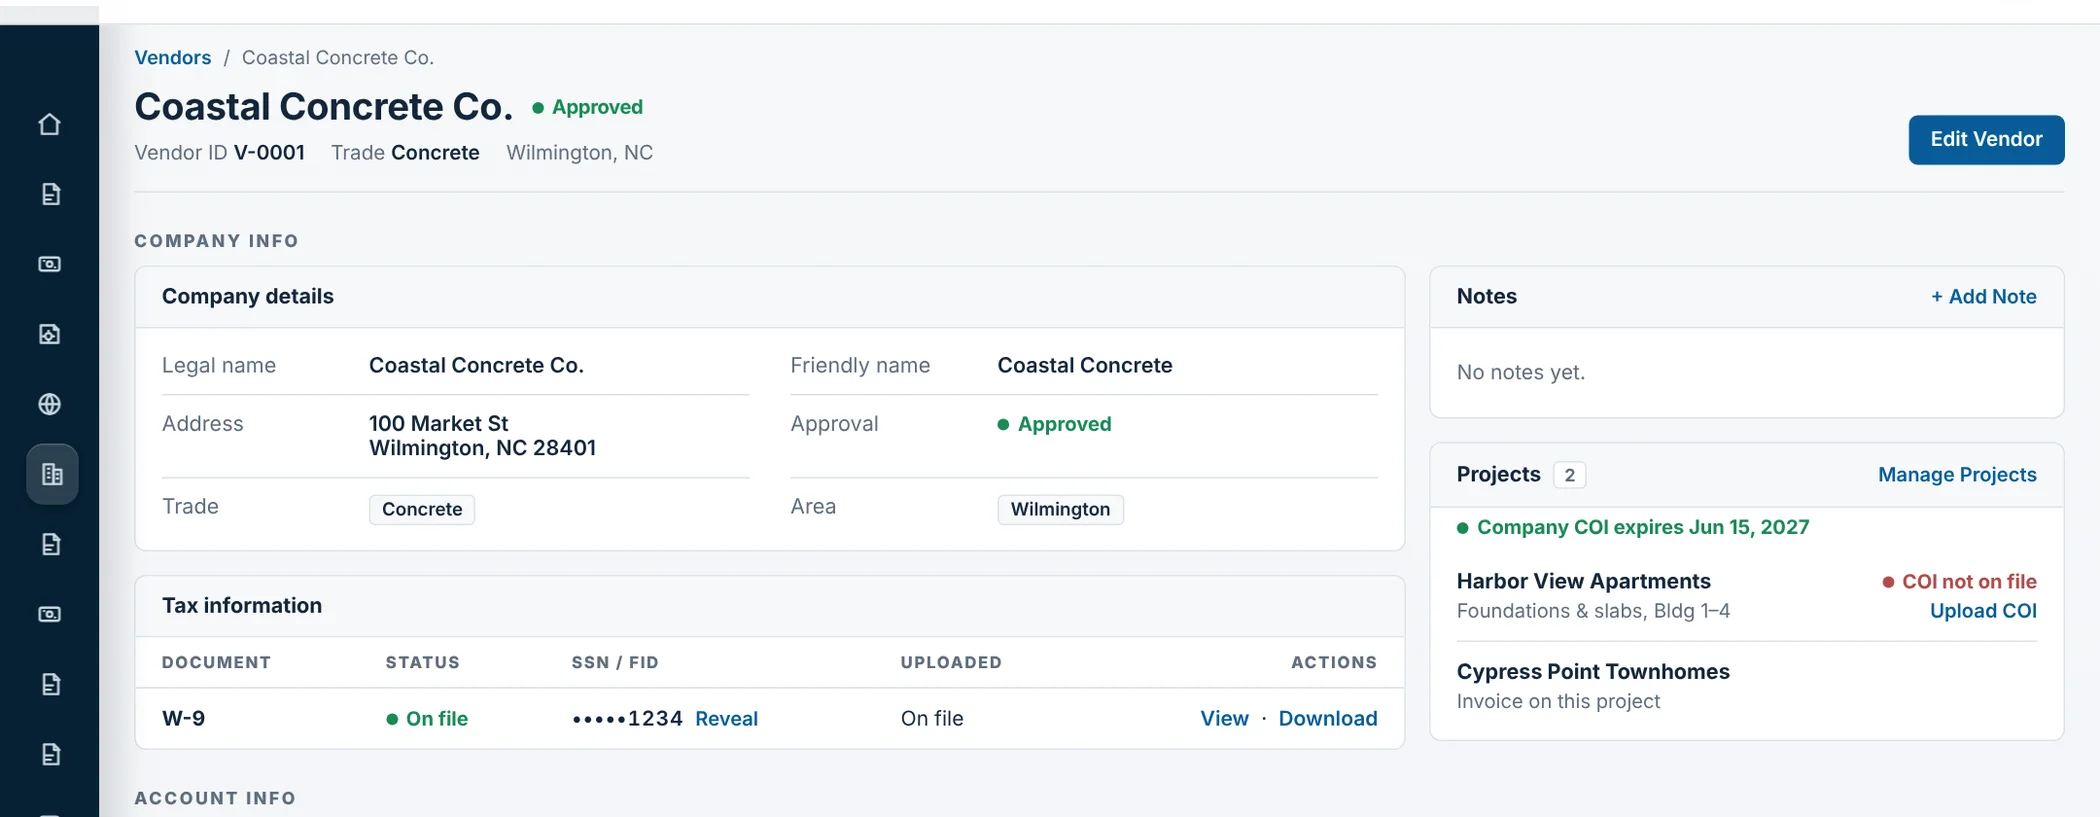 Vendors / Coastal Concrete Co.
Coastal Concrete Co. Approved
Vendor ID V-0001 Trade Concrete Wilmington, NC
Edit Vendor
COMPANY INFO
Company details
Legal name Coastal Concrete Co. Friendly name Coastal Concrete
Address 100 Market St
Wilmington, NC 28401
Approval Approved
Trade Concrete Area Wilmington
Tax information
DOCUMENT STATUS SSN / FID UPLOADED ACTIONS
W-9 On file •••••1234 Reveal On file View · Download
Notes + Add Note
No notes yet.
Projects 2 Manage Projects
Company COI expires Jun 15, 2027
Harbor View Apartments COI not on file
Foundations & slabs, Bldg 1–4 Upload COI
Cypress Point Townhomes
Invoice on this project
ACCOUNT INFO